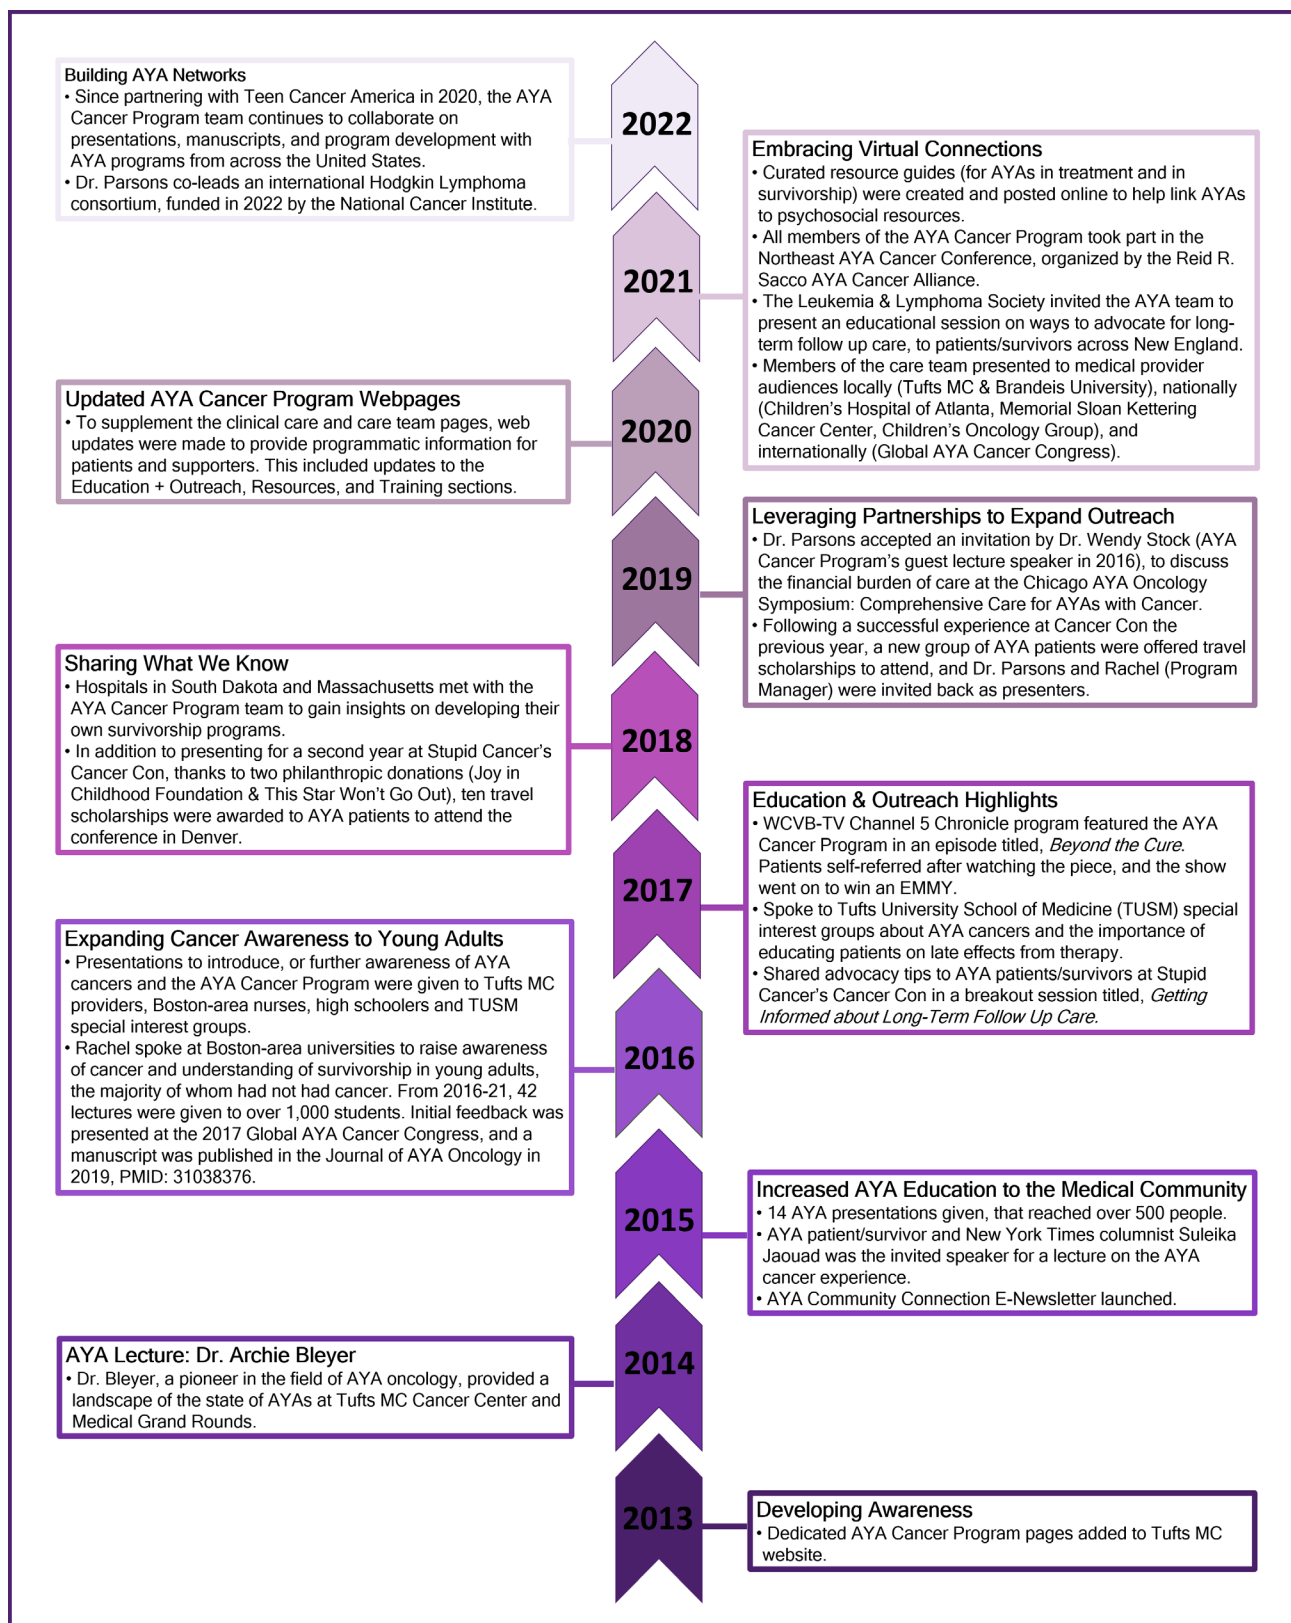 2022
Building AYA Networks
• Since partnering with Teen Cancer America in 2020, the AYA
Cancer Program team continues to collaborate on
presentations, manuscripts, and program development with
AYA programs from across the United States.
• Dr. Parsons co-leads an international Hodgkin Lymphoma
consortium, funded in 2022 by the National Cancer Institute.
2021
Embracing Virtual Connections
• Curated resource guides (for AYAs in treatment and in
survivorship) were created and posted online to help link AYAs
to psychosocial resources.
• All members of the AYA Cancer Program took part in the
Northeast AYA Cancer Conference, organized by the Reid R.
Sacco AYA Cancer Alliance.
• The Leukemia & Lymphoma Society invited the AYA team to
present an educational session on ways to advocate for long-
term follow up care, to patients/survivors across New England.
• Members of the care team presented to medical provider
audiences locally (Tufts MC & Brandeis University), nationally
(Children's Hospital of Atlanta, Memorial Sloan Kettering
Cancer Center, Children's Oncology Group), and
internationally (Global AYA Cancer Congress).
2020
Updated AYA Cancer Program Webpages
• To supplement the clinical care and care team pages, web
updates were made to provide programmatic information for
patients and supporters. This included updates to the
Education + Outreach, Resources, and Training sections.
2019
Leveraging Partnerships to Expand Outreach
• Dr. Parsons accepted an invitation by Dr. Wendy Stock (AYA
Cancer Program's guest lecture speaker in 2016), to discuss
the financial burden of care at the Chicago AYA Oncology
Symposium: Comprehensive Care for AYAs with Cancer.
• Following a successful experience at Cancer Con the
previous year, a new group of AYA patients were offered travel
scholarships to attend, and Dr. Parsons and Rachel (Program
Manager) were invited back as presenters.
2018
Sharing What We Know
• Hospitals in South Dakota and Massachusetts met with the
AYA Cancer Program team to gain insights on developing their
own survivorship programs.
• In addition to presenting for a second year at Stupid Cancer's
Cancer Con, thanks to two philanthropic donations (Joy in
Childhood Foundation & This Star Won't Go Out), ten travel
scholarships were awarded to AYA patients to attend the
conference in Denver.
2017
Education & Outreach Highlights
• WCVB-TV Channel 5 Chronicle program featured the AYA
Cancer Program in an episode titled, Beyond the Cure.
Patients self-referred after watching the piece, and the show
went on to win an EMMY.
• Spoke to Tufts University School of Medicine (TUSM) special
interest groups about AYA cancers and the importance of
educating patients on late effects from therapy.
• Shared advocacy tips to AYA patients/survivors at Stupid
Cancer's Cancer Con in a breakout session titled, Getting
Informed about Long-Term Follow Up Care.
2016
Expanding Cancer Awareness to Young Adults
• Presentations to introduce, or further awareness of AYA
cancers and the AYA Cancer Program were given to Tufts MC
providers, Boston-area nurses, high schoolers and TUSM
special interest groups.
• Rachel spoke at Boston-area universities to raise awareness
of cancer and understanding of survivorship in young adults,
the majority of whom had not had cancer. From 2016-21, 42
lectures were given to over 1,000 students. Initial feedback was
presented at the 2017 Global AYA Cancer Congress, and a
manuscript was published in the Journal of AYA Oncology in
2019, PMID: 31038376.
2015
Increased AYA Education to the Medical Community
• 14 AYA presentations given, that reached over 500 people.
• AYA patient/survivor and New York Times columnist Suleika
Jaouad was the invited speaker for a lecture on the AYA
cancer experience.
• AYA Community Connection E-Newsletter launched.
2014
AYA Lecture: Dr. Archie Bleyer
• Dr. Bleyer, a pioneer in the field of AYA oncology, provided a
landscape of the state of AYAs at Tufts MC Cancer Center and
Medical Grand Rounds.
2013
Developing Awareness
• Dedicated AYA Cancer Program pages added to Tufts MC
website.